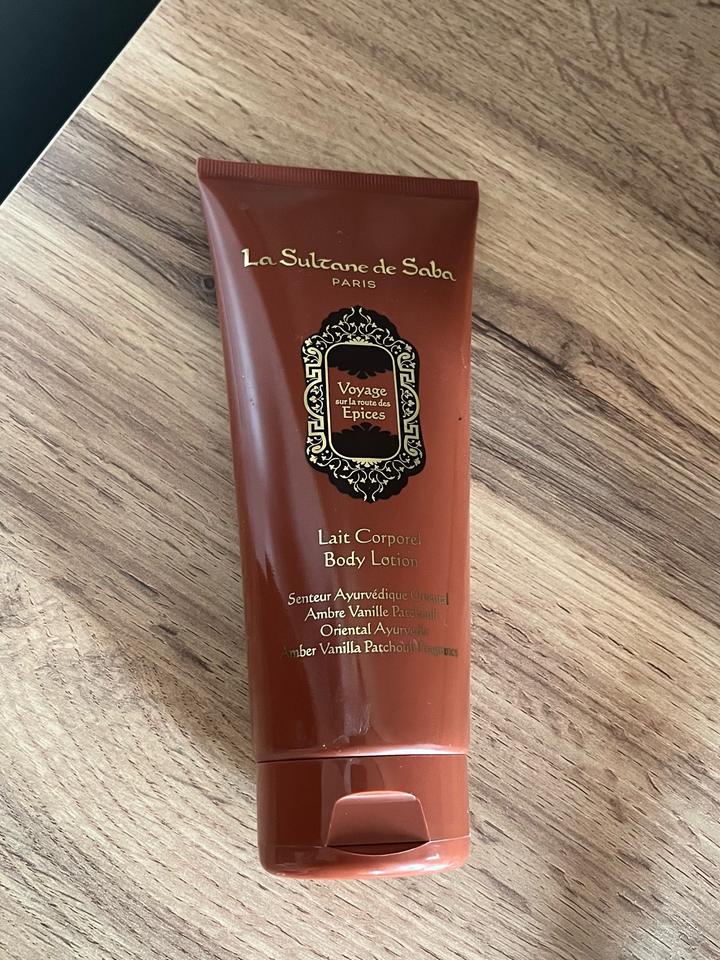 La Sultane de Saba
PARIS
Voyage
sur la route des
Epices
Lait Corporel
Body Lotion
Senteur Ayurvédique Oriental
Ambre Vanille Patchouli
Oriental Ayurvedic
Amber Vanilla Patchouli Fragrance